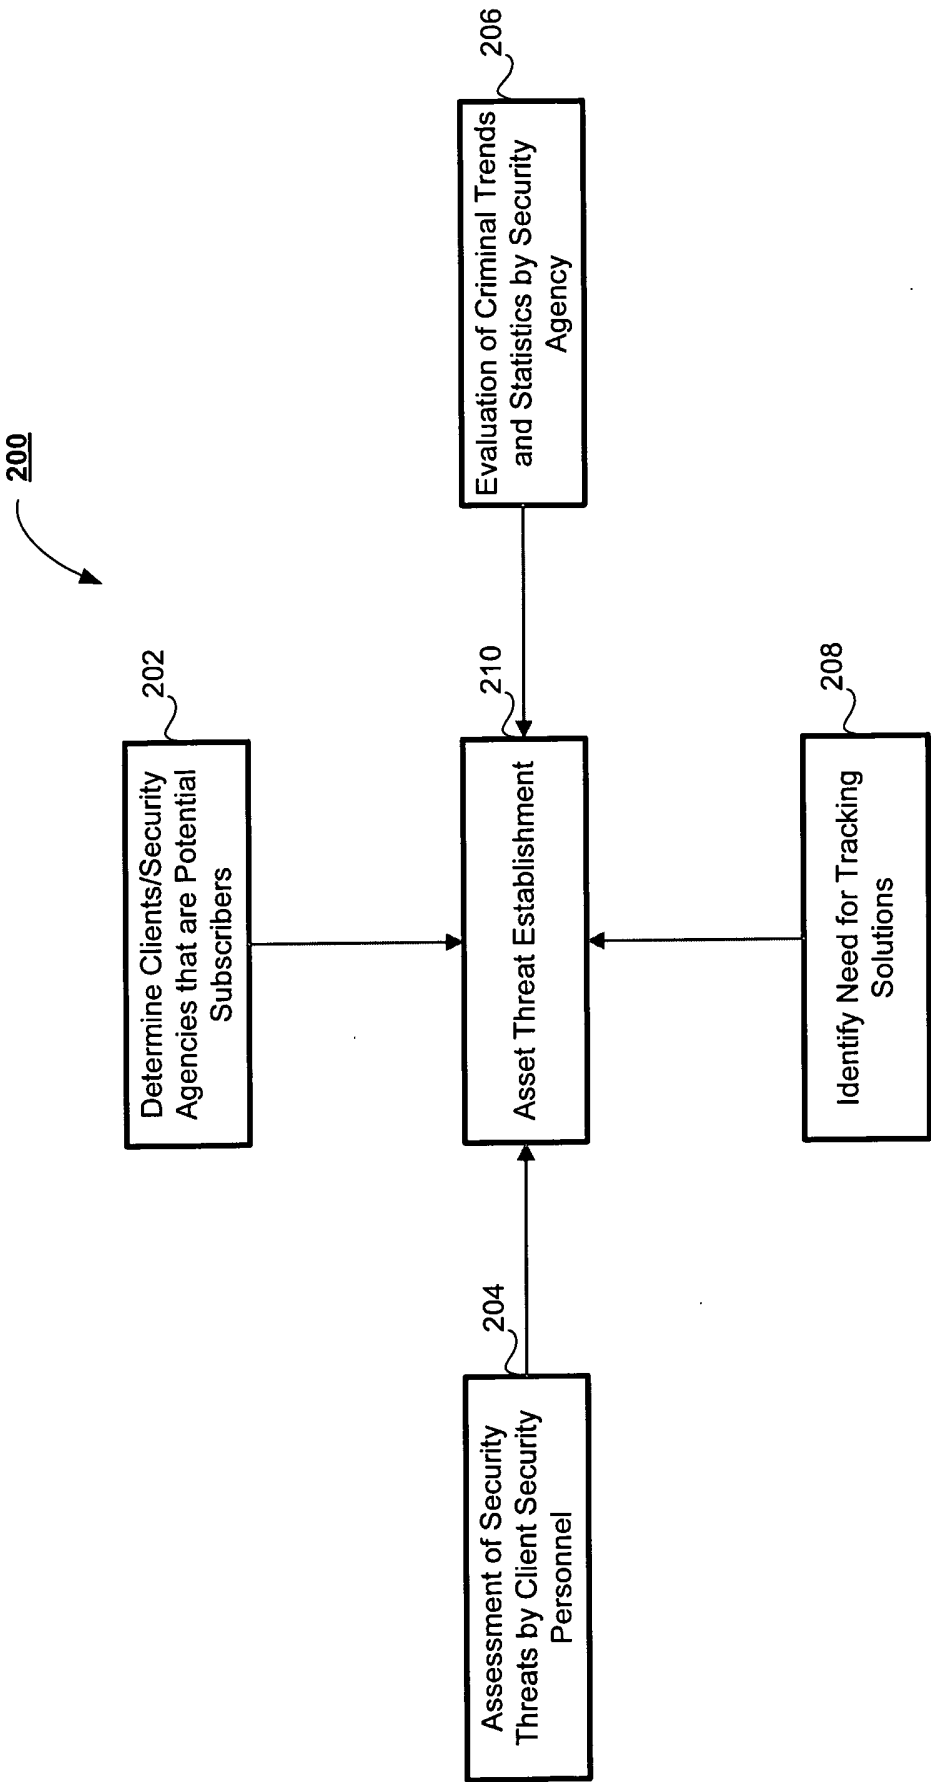 200
202
Determine Clients/Security
Agencies that are Potential
Subscribers
204
Assessment of Security
Threats by Client Security
Personnel
210
Asset Threat Establishment
206
Evaluation of Criminal Trends
and Statistics by Security
Agency
208
Identify Need for Tracking
Solutions